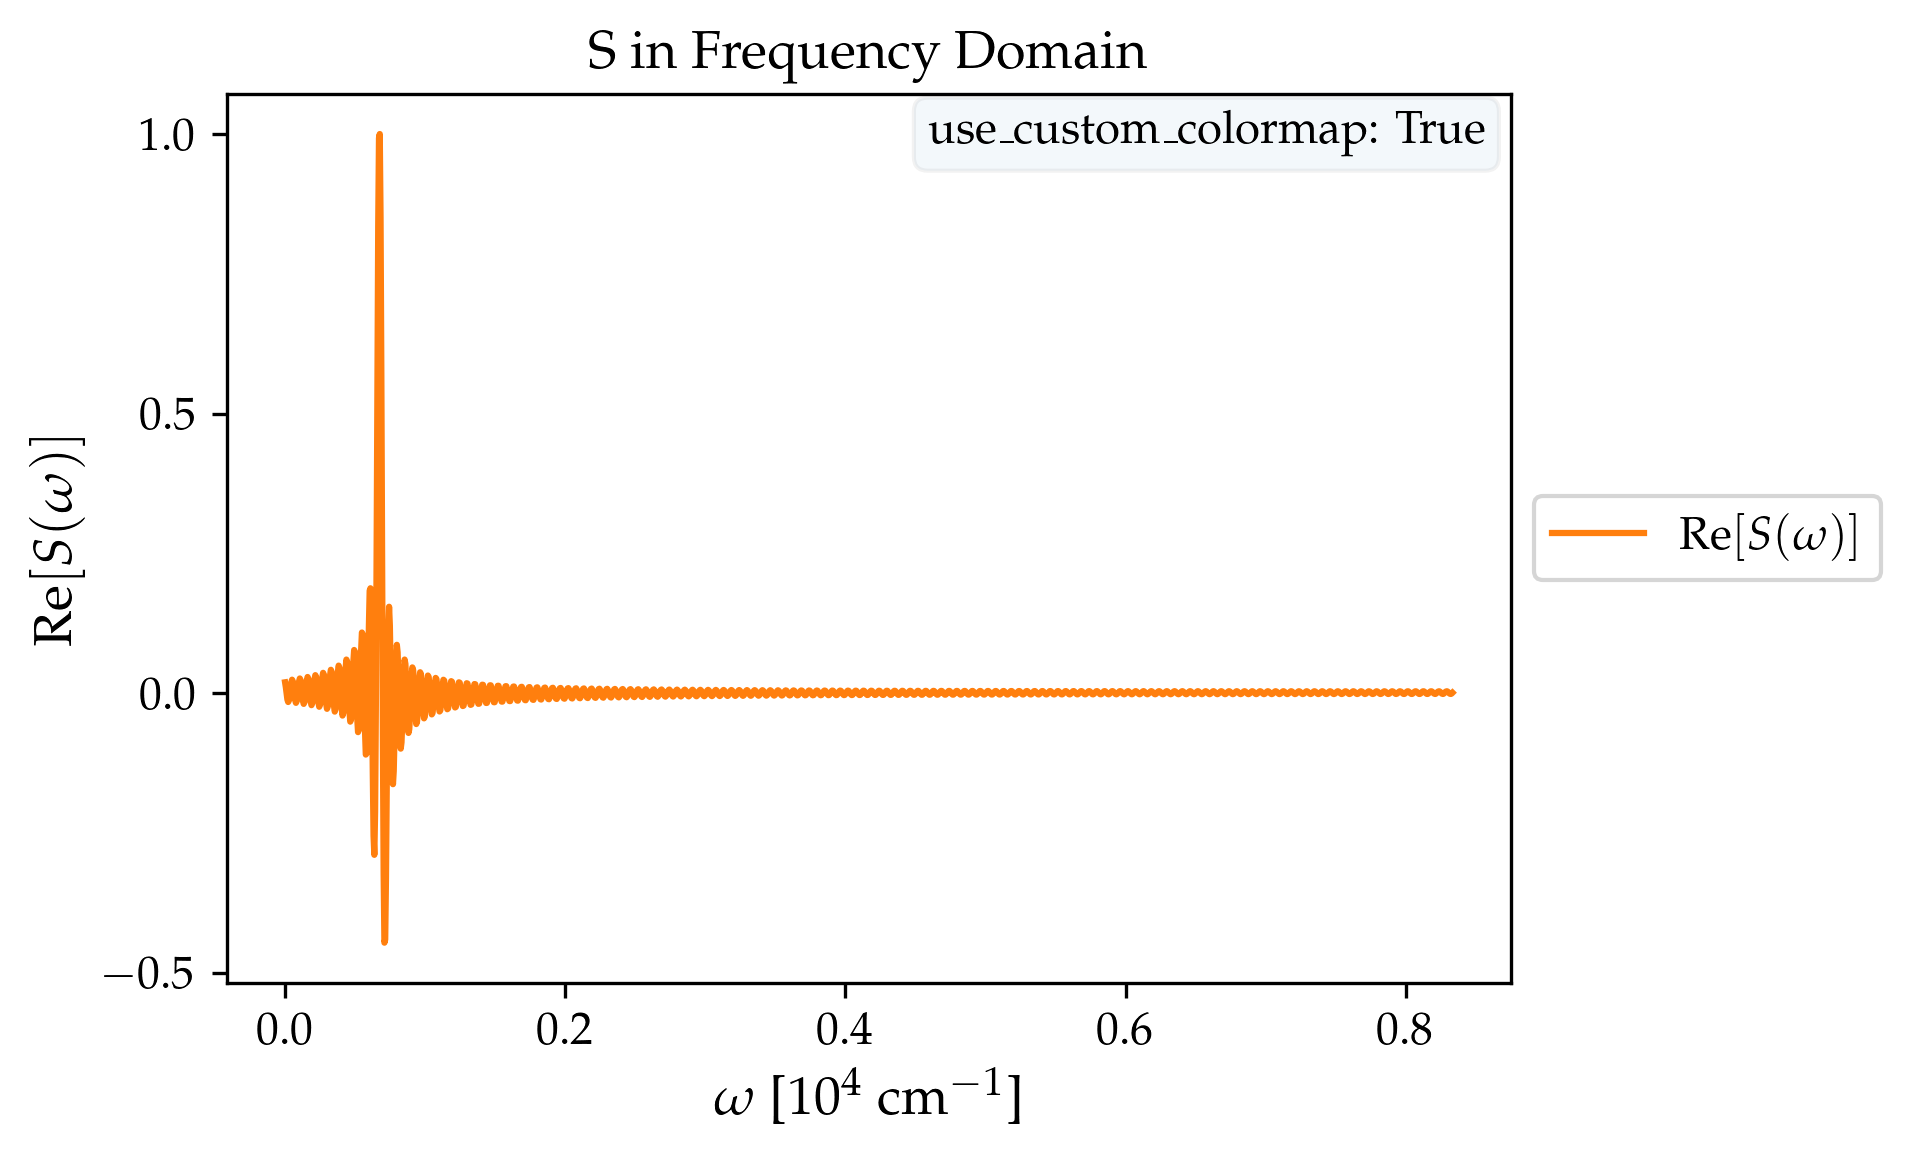 S in Frequency Domain
use_custom_colormap: True
1.0
0.5
0.0
−0.5
Re[S(ω)]
Re[S(ω)]
0.0 0.2 0.4 0.6 0.8
ω [10⁴ cm⁻¹]